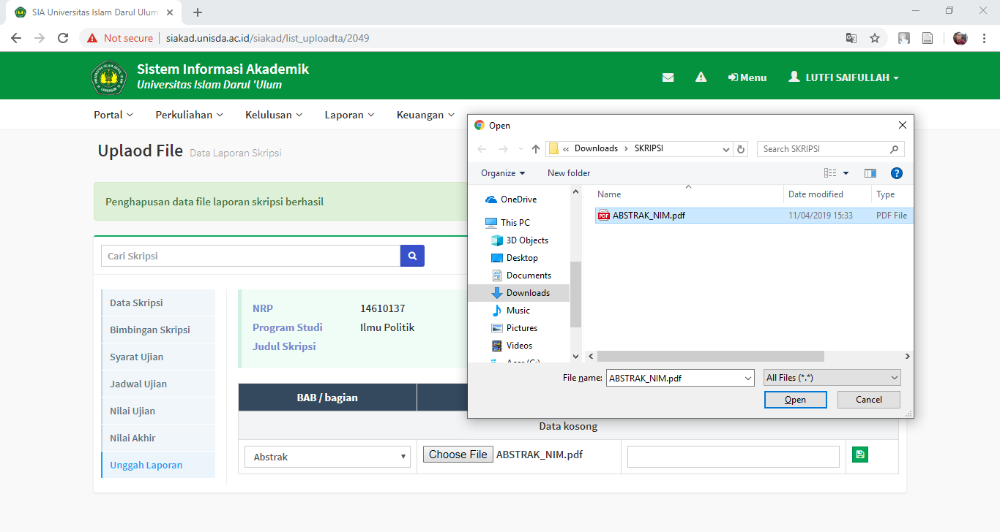 SIA Universitas Islam Darul Ulum
Not secure
siakad.unisda.ac.id/siakad/list_uploadta/2049
Sistem Informasi Akademik
Universitas Islam Darul 'Ulum
Menu
LUTFI SAIFULLAH
Portal
Perkuliahan
Kelulusan
Laporan
Keuangan
Uplaod File Data Laporan Skripsi
Penghapusan data file laporan skripsi berhasil
Cari Skripsi
Data Skripsi
Bimbingan Skripsi
Syarat Ujian
Jadwal Ujian
Nilai Ujian
Nilai Akhir
Unggah Laporan
NRP 14610137
Program Studi Ilmu Politik
Judul Skripsi
BAB / bagian
Data kosong
Abstrak
Choose File ABSTRAK_NIM.pdf
Open
« Downloads > SKRIPSI
Search SKRIPSI
Organize
New folder
OneDrive
This PC
3D Objects
Desktop
Documents
Downloads
Music
Pictures
Videos
Name Date modified Type
ABSTRAK_NIM.pdf 11/04/2019 15:33 PDF File
File name: ABSTRAK_NIM.pdf
All Files (*.*)
Open
Cancel